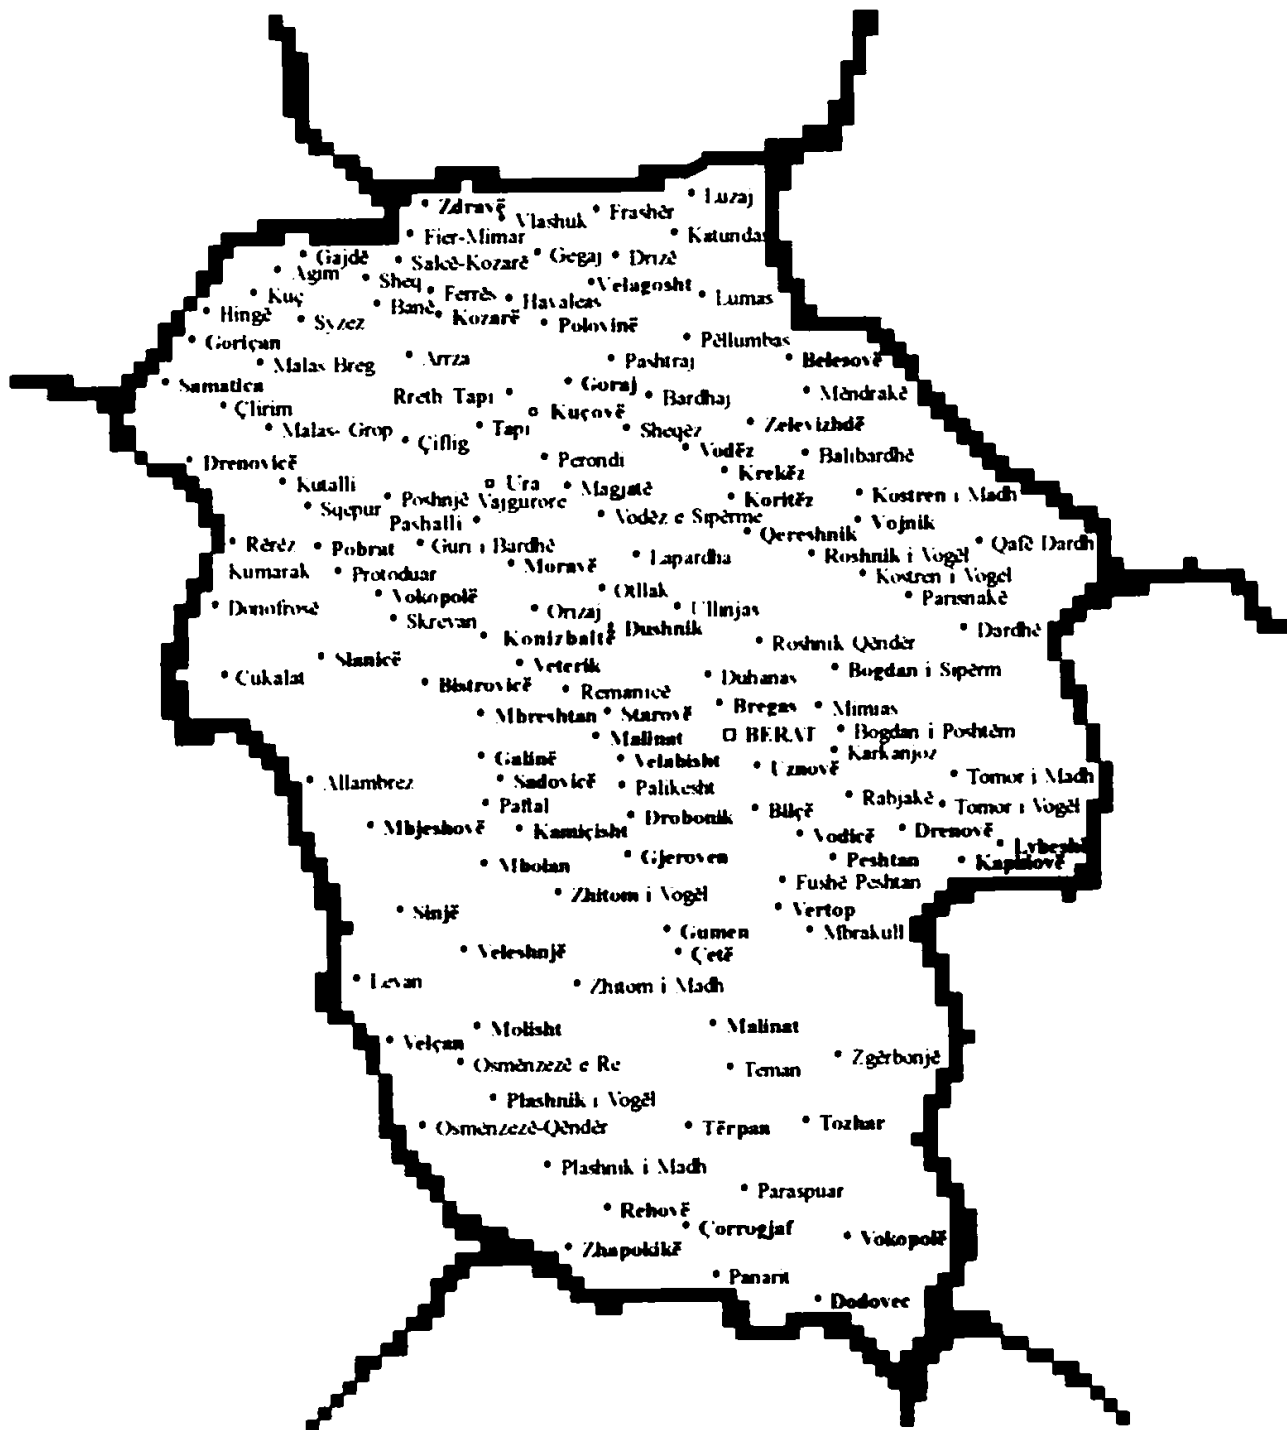 Luzaj
Zdravë
Vlashuk
Frashër
Fier-Mimar
Katundas
Gajdë
Salcë-Kozarë
Gegaj
Drizë
Agim
Sheq
Velagosht
Kuç
Banë
Ferrës
Havaleas
Lumas
Hingë
Syzez
Kozarë
Polovinë
Goriçan
Pëllumbas
Malas Breg
Arrza
Pashtraj
Belesovë
Samatica
Goraj
Mëndrakë
Rreth Tapi
Bardhaj
Çlirim
Kuçovë
Malas- Grop
Çiflig
Tapi
Sheqëz
Zelevizhdë
Drenovicë
Perondi
Vodëz
Balibardhë
Krekëz
Kutalli
Ura
Magjatë
Sqepur
Poshnjë
Vajgurore
Koritëz
Kostren i Madh
Pashalli
Vodëz e Sipërme
Vojnik
Rërëz
Pobrat
Guri i Bardhë
Qereshnik
Qafë Dardh
Lapardha
Roshnik i Vogël
Kumarak
Protoduar
Moravë
Kostren i Vogel
Donofrosë
Vokopolë
Otllak
Parisnakë
Skrevan
Orizaj
Ullinjas
Konizbaltë
Dushnik
Roshnik Qëndër
Dardhë
Slanicë
Veterik
Cukalat
Bistrovicë
Remanicë
Duhanas
Bogdan i Sipërm
Mbreshtan
Starovë
Bregas
Mimias
Malinat
BERAT
Bogdan i Poshtëm
Galinë
Velabisht
Uznovë
Karkanjoz
Allambrez
Sadovicë
Palikesht
Tomor i Madh
Paftal
Rabjakë
Tomor i Vogël
Mbjeshovë
Kamiçisht
Drobonik
Bilçë
Vodicë
Drenovë
Lybeshë
Mbolan
Gjeroven
Peshtan
Kapinovë
Zhitom i Vogël
Fushë Peshtan
Sinjë
Vertop
Gumen
Mbrakull
Veleshnjë
Çetë
Levan
Zhitom i Madh
Molisht
Malinat
Velçan
Osmënzezë e Re
Teman
Zgërbonjë
Plashnik i Vogël
Osmënzezë-Qëndër
Tërpan
Tozhar
Plashnik i Madh
Paraspuar
Rehovë
Çorrogjaf
Zhapokikë
Vokopolë
Panarit
Dodovec